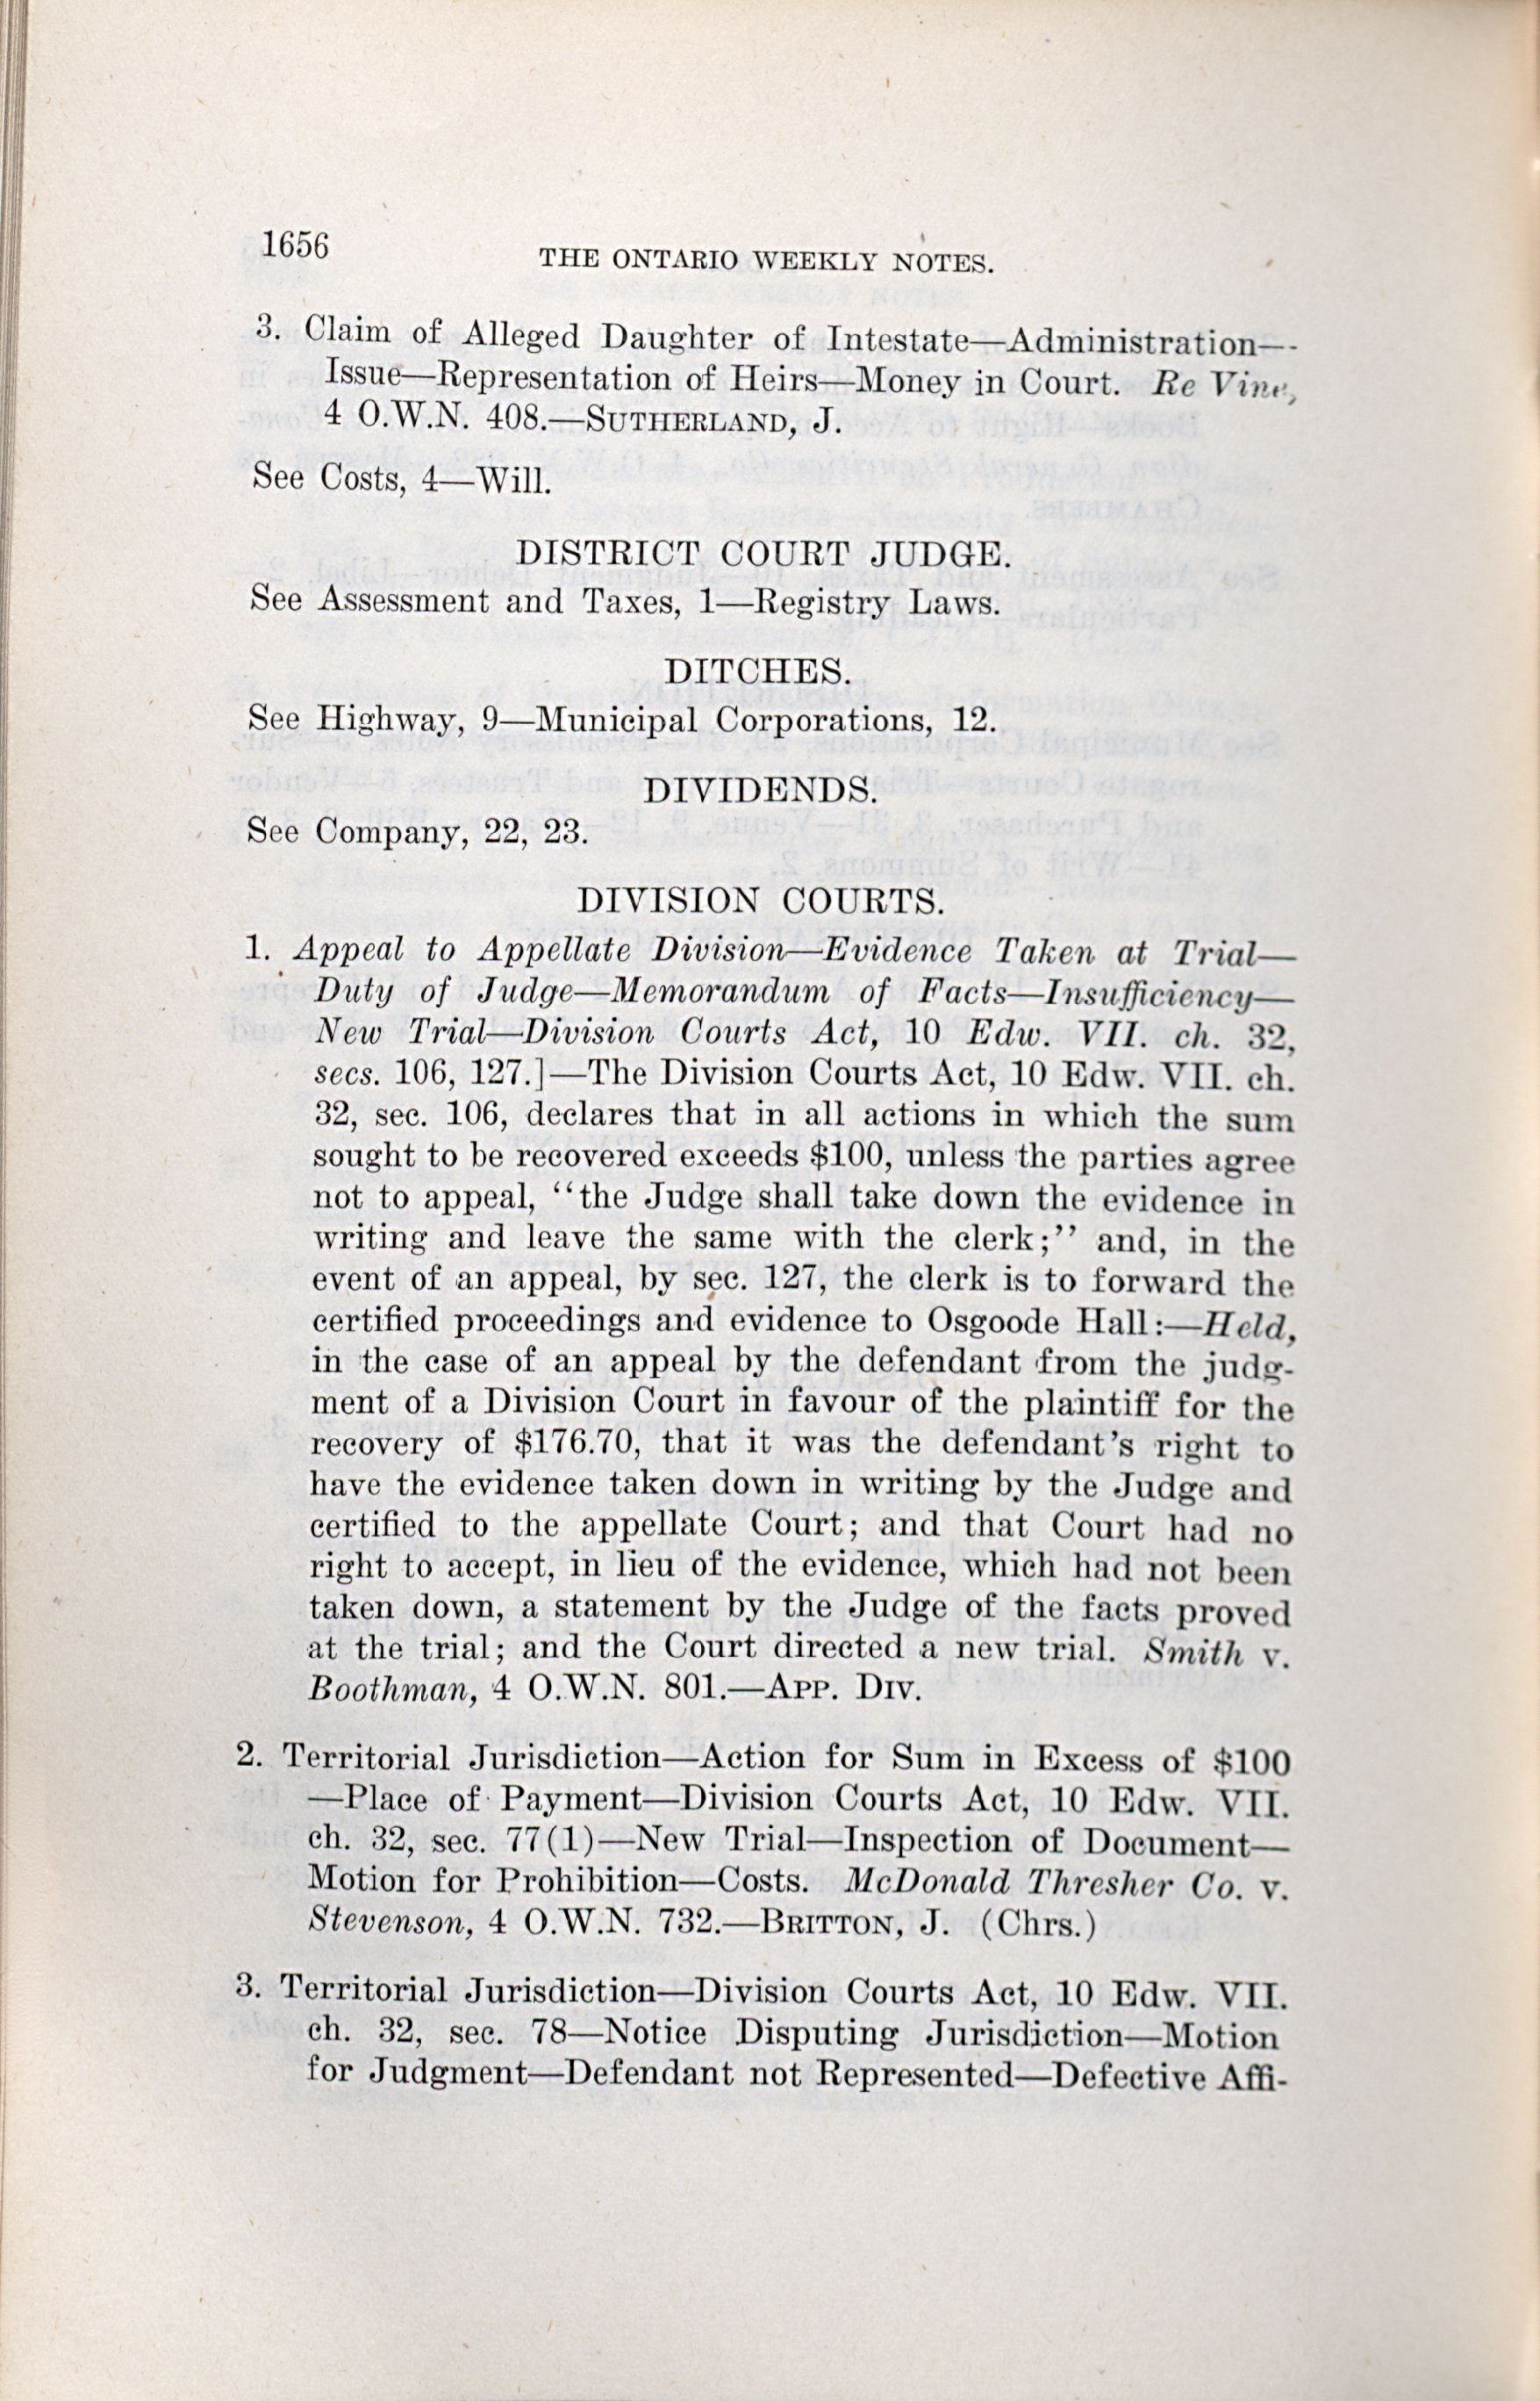 1656
THE ONTARIO WEEKLY NOTES.
3. Claim of Alleged Daughter of Intestate—Administration—
Issue—Representation of Heirs—Money in Court. Re Vine,
4 O.W.N. 408.—SUTHERLAND, J.
See Costs, 4—Will.
DISTRICT COURT JUDGE.
See Assessment and Taxes, 1—Registry Laws.
DITCHES.
See Highway, 9—Municipal Corporations, 12.
DIVIDENDS.
See Company, 22, 23.
DIVISION COURTS.
1. Appeal to Appellate Division—Evidence Taken at Trial—
Duty of Judge—Memorandum of Facts—Insufficiency—
New Trial—Division Courts Act, 10 Edw. VII. ch. 32,
secs. 106, 127.]—The Division Courts Act, 10 Edw. VII. ch.
32, sec. 106, declares that in all actions in which the sum
sought to be recovered exceeds $100, unless the parties agree
not to appeal, "the Judge shall take down the evidence in
writing and leave the same with the clerk;" and, in the
event of an appeal, by sec. 127, the clerk is to forward the
certified proceedings and evidence to Osgoode Hall:—Held,
in the case of an appeal by the defendant from the judg-
ment of a Division Court in favour of the plaintiff for the
recovery of $176.70, that it was the defendant's right to
have the evidence taken down in writing by the Judge and
certified to the appellate Court; and that Court had no
right to accept, in lieu of the evidence, which had not been
taken down, a statement by the Judge of the facts proved
at the trial; and the Court directed a new trial. Smith v.
Boothman, 4 O.W.N. 801.—APP. DIV.
2. Territorial Jurisdiction—Action for Sum in Excess of $100
—Place of Payment—Division Courts Act, 10 Edw. VII.
ch. 32, sec. 77(1)—New Trial—Inspection of Document—
Motion for Prohibition—Costs. McDonald Thresher Co. v.
Stevenson, 4 O.W.N. 732.—BRITTON, J. (Chrs.)
3. Territorial Jurisdiction—Division Courts Act, 10 Edw. VII.
ch. 32, sec. 78—Notice Disputing Jurisdiction—Motion
for Judgment—Defendant not Represented—Defective Affi-